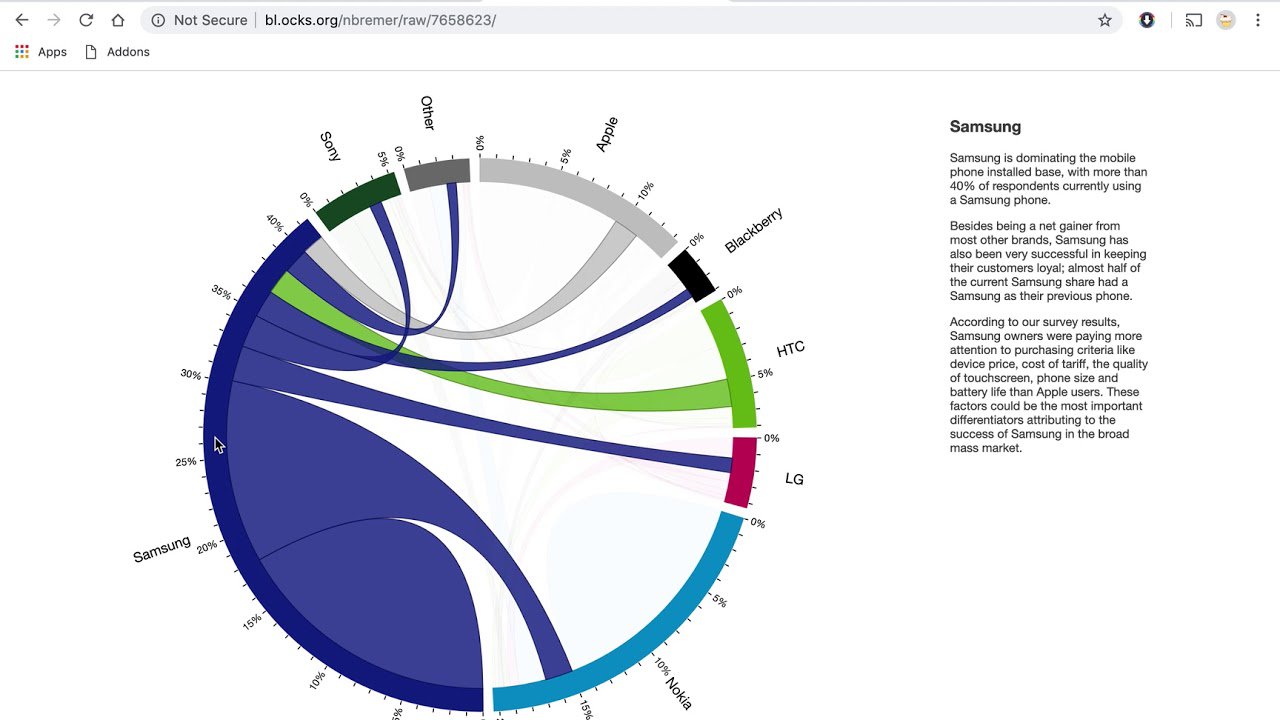 Not Secure | bl.ocks.org/nbremer/raw/7658623/
Apps
Addons
Samsung
Samsung is dominating the mobile
phone installed base, with more than
40% of respondents currently using
a Samsung phone.
Besides being a net gainer from
most other brands, Samsung has
also been very successful in keeping
their customers loyal; almost half of
the current Samsung share had a
Samsung as their previous phone.
According to our survey results,
Samsung owners were paying more
attention to purchasing criteria like
device price, cost of tariff, the quality
of touchscreen, phone size and
battery life than Apple users. These
factors could be the most important
differentiators attributing to the
success of Samsung in the broad
mass market.
Apple
0%
5%
10%
Blackberry
0%
HTC
0%
5%
LG
0%
Nokia
0%
5%
10%
15%
Samsung
10%
15%
20%
25%
30%
35%
40%
Sony
0%
5%
Other
0%